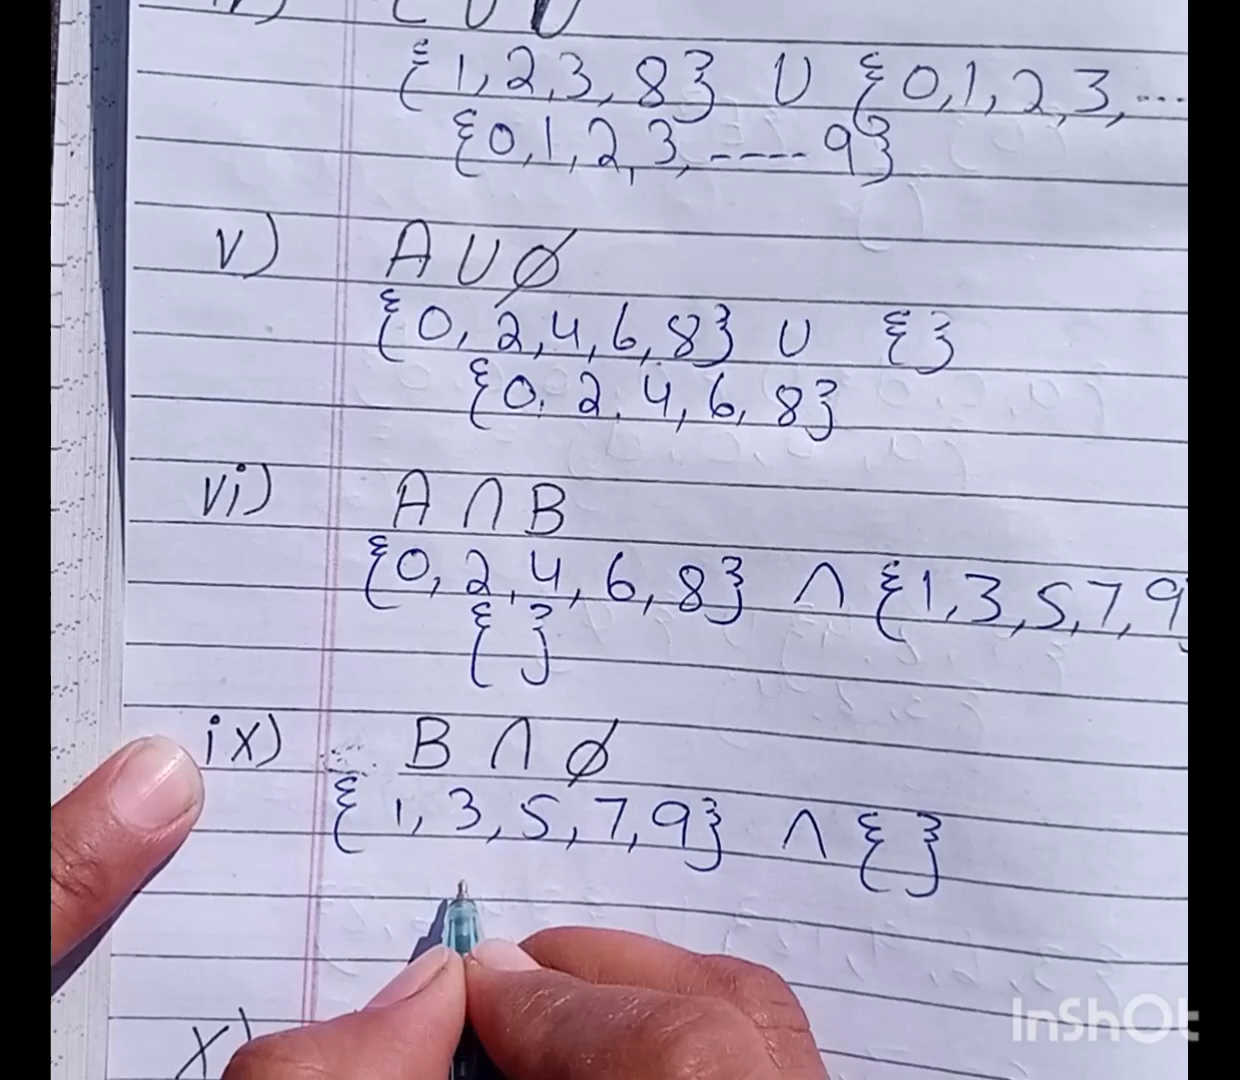 {1,2,3,8} U {0,1,2,3,....
{0,1,2,3,.....9}
v) A U ∅
{0,2,4,6,8} U { }
{0,2,4,6,8}
vi) A ∩ B
{0,2,4,6,8} ∩ {1,3,5,7,9}
{ }
ix) B ∩ ∅
{1,3,5,7,9} ∩ { }
x)
InShOt